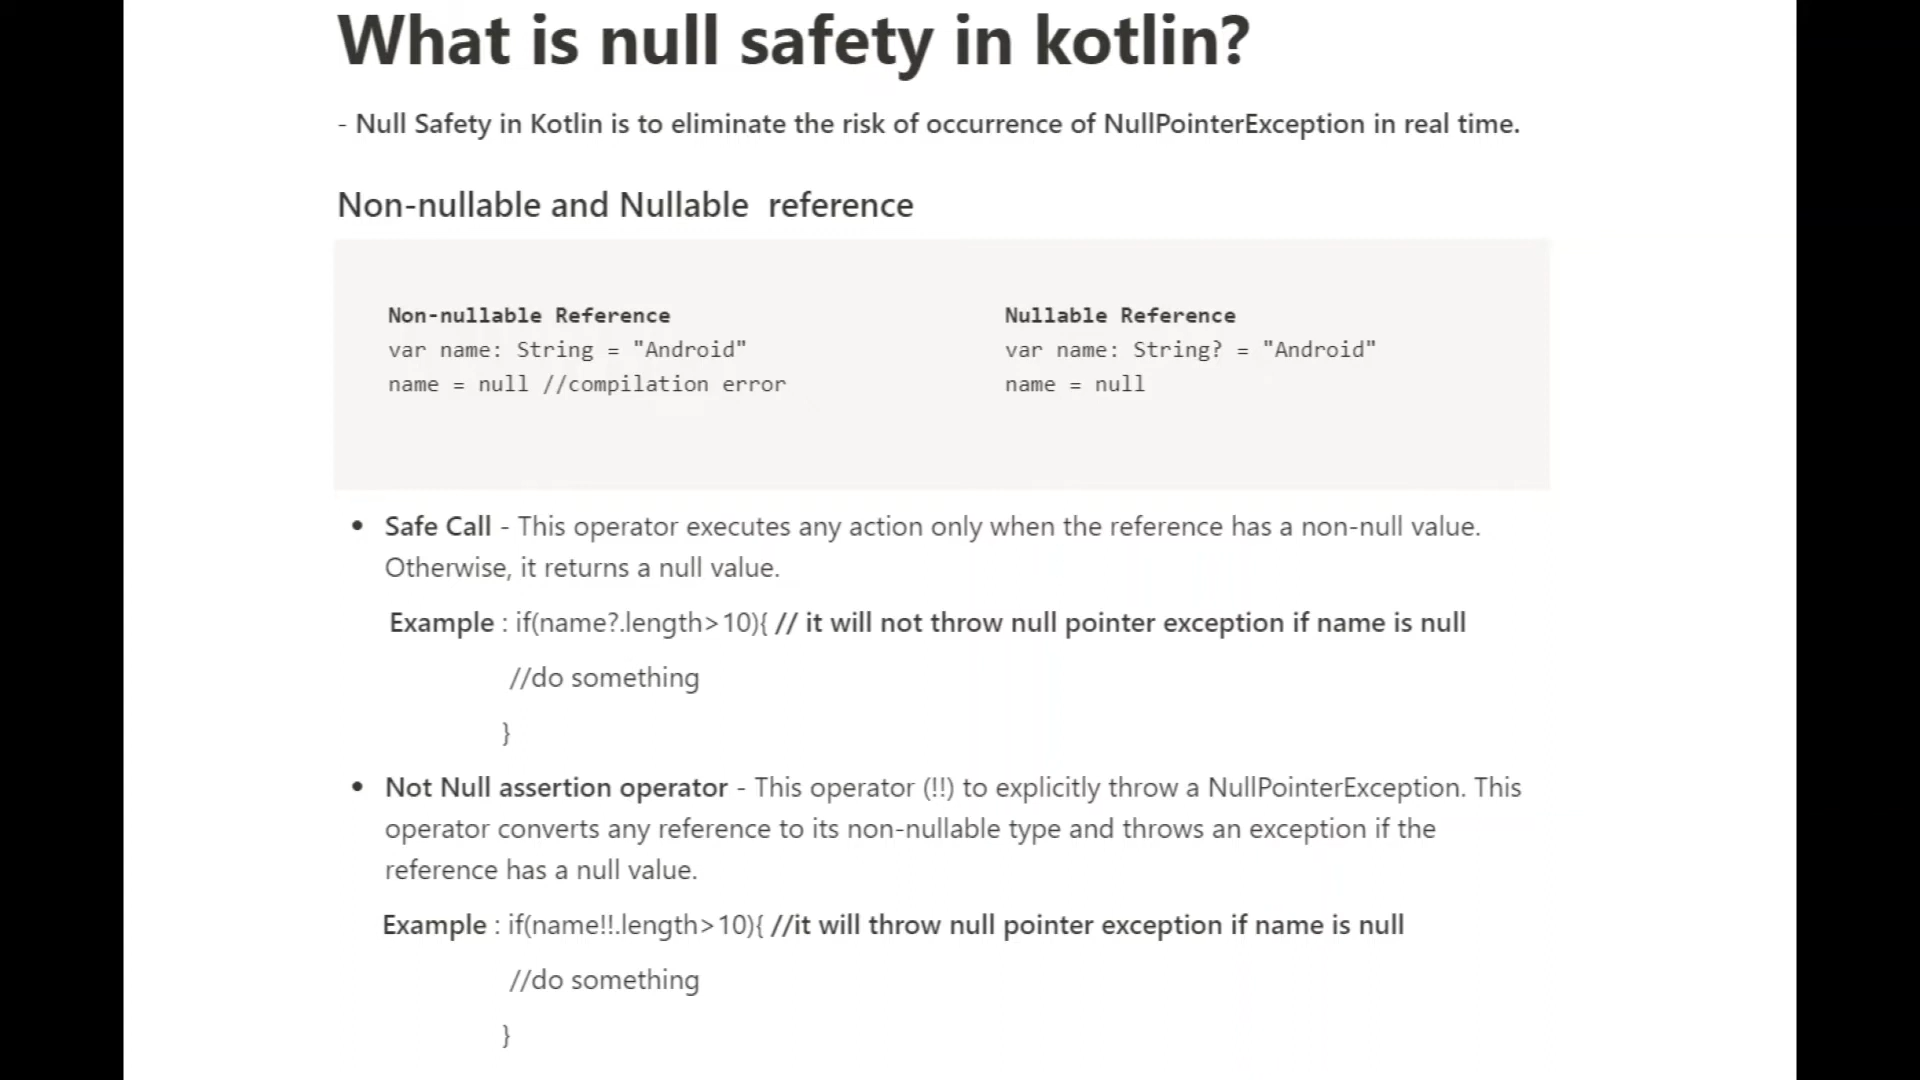 What is null safety in kotlin?
- Null Safety in Kotlin is to eliminate the risk of occurrence of NullPointerException in real time.
Non-nullable and Nullable  reference
Non-nullable Reference
var name: String = "Android"
name = null //compilation error
Nullable Reference
var name: String? = "Android"
name = null
• Safe Call - This operator executes any action only when the reference has a non-null value.
Otherwise, it returns a null value.
Example : if(name?.length>10){ // it will not throw null pointer exception if name is null
//do something
}
• Not Null assertion operator - This operator (!!) to explicitly throw a NullPointerException. This
operator converts any reference to its non-nullable type and throws an exception if the
reference has a null value.
Example : if(name!!.length>10){ //it will throw null pointer exception if name is null
//do something
}